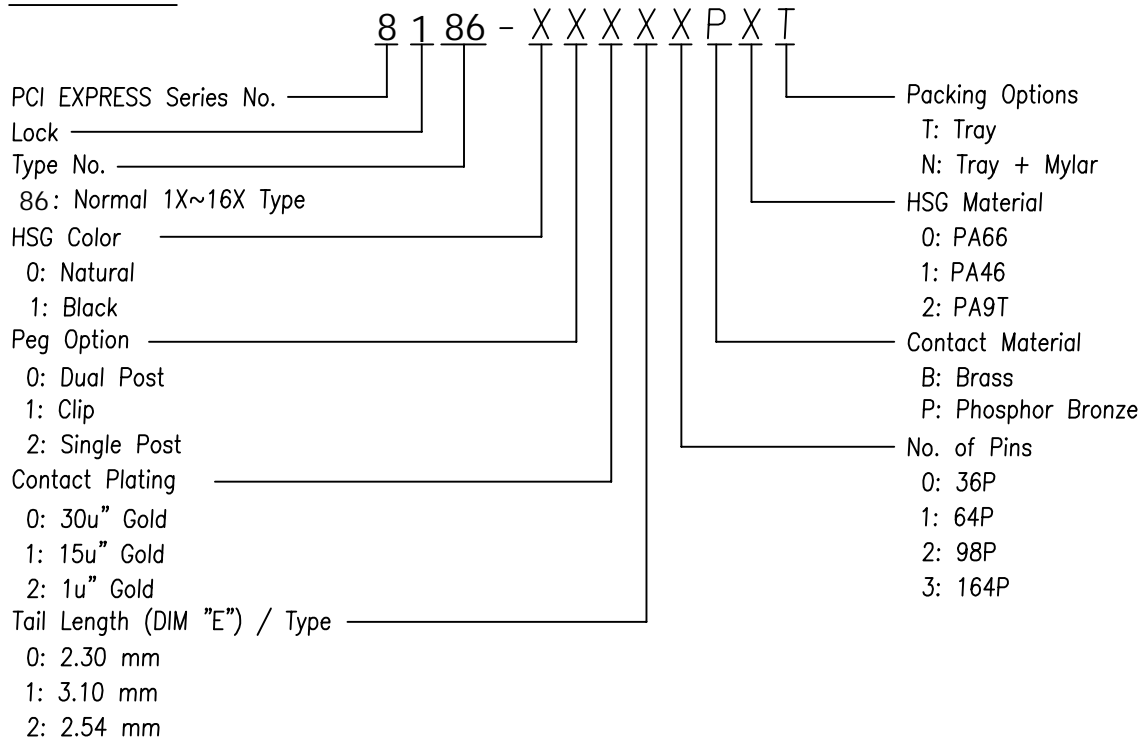 8 1 86 - X X X X X P X T
PCI EXPRESS Series No.
Lock
Type No.
86: Normal 1X~16X Type
HSG Color
0: Natural
1: Black
Peg Option
0: Dual Post
1: Clip
2: Single Post
Contact Plating
0: 30u" Gold
1: 15u" Gold
2: 1u" Gold
Tail Length (DIM "E") / Type
0: 2.30 mm
1: 3.10 mm
2: 2.54 mm
Packing Options
T: Tray
N: Tray + Mylar
HSG Material
0: PA66
1: PA46
2: PA9T
Contact Material
B: Brass
P: Phosphor Bronze
No. of Pins
0: 36P
1: 64P
2: 98P
3: 164P